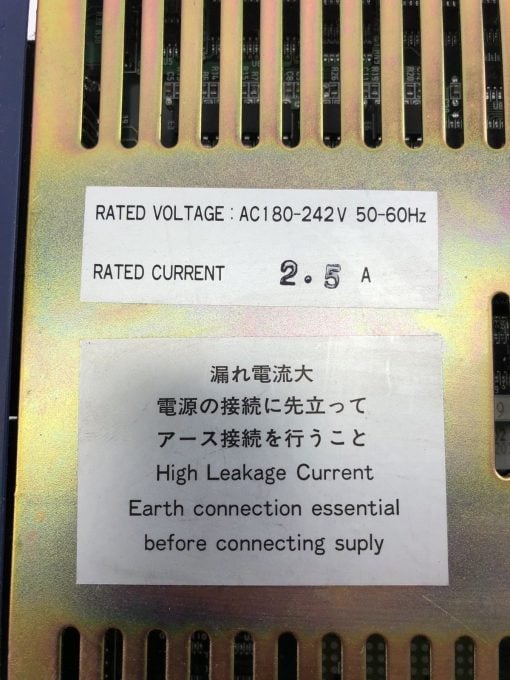 RATED VOLTAGE : AC180-242V 50-60Hz
RATED CURRENT 2.5 A
漏れ電流大
電源の接続に先立って
アース接続を行うこと
High Leakage Current
Earth connection essential
before connecting suply